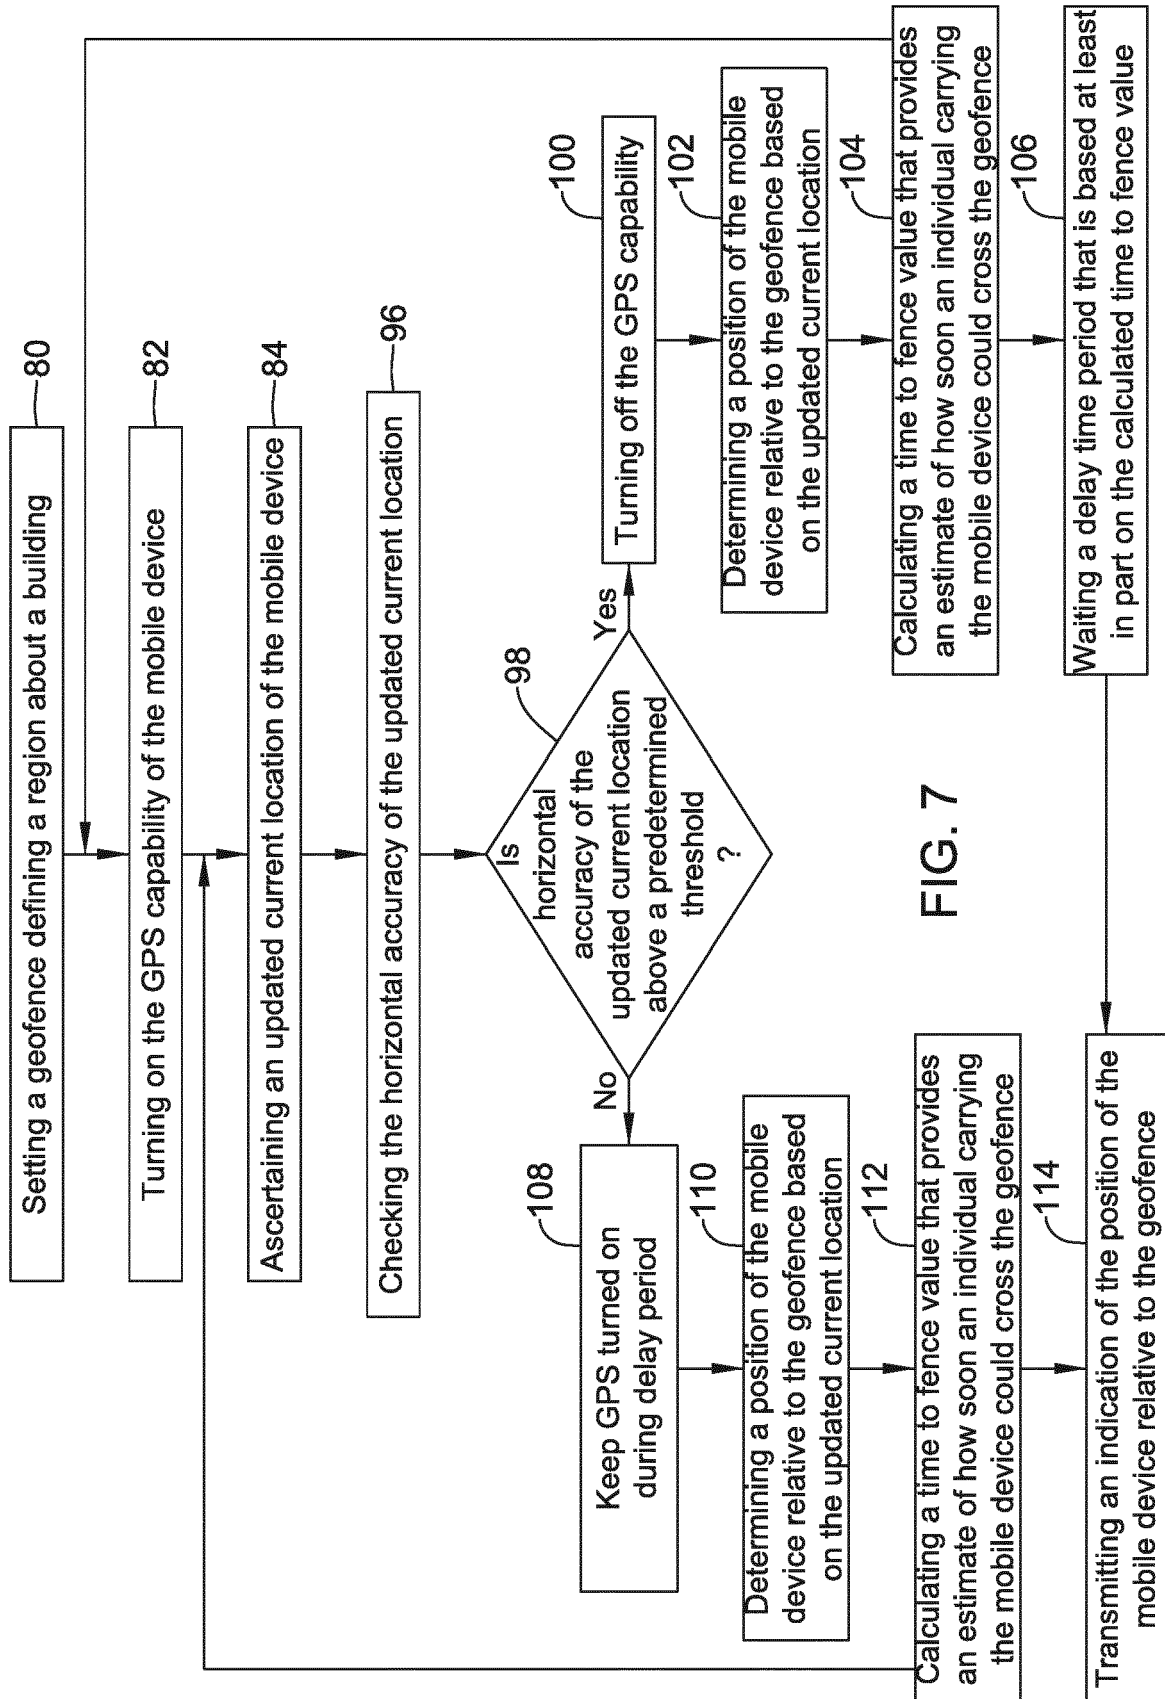 Setting a geofence defining a region about a building
80
Turning on the GPS capability of the mobile device
82
Ascertaining an updated current location of the mobile device
84
Checking the horizontal accuracy of the updated current location
96
Is
horizontal
accuracy of the
updated current location
above a predetermined
threshold
?
98
No
Yes
Keep GPS turned on
during delay period
108
Determining a position of the mobile
device relative to the geofence based
on the updated current location
110
Calculating a time to fence value that provides
an estimate of how soon an individual carrying
the mobile device could cross the geofence
112
Transmitting an indication of the position of the
mobile device relative to the geofence
114
Turning off the GPS capability
100
Determining a position of the mobile
device relative to the geofence based
on the updated current location
102
Calculating a time to fence value that provides
an estimate of how soon an individual carrying
the mobile device could cross the geofence
104
Waiting a delay time period that is based at least
in part on the calculated time to fence value
106
FIG. 7